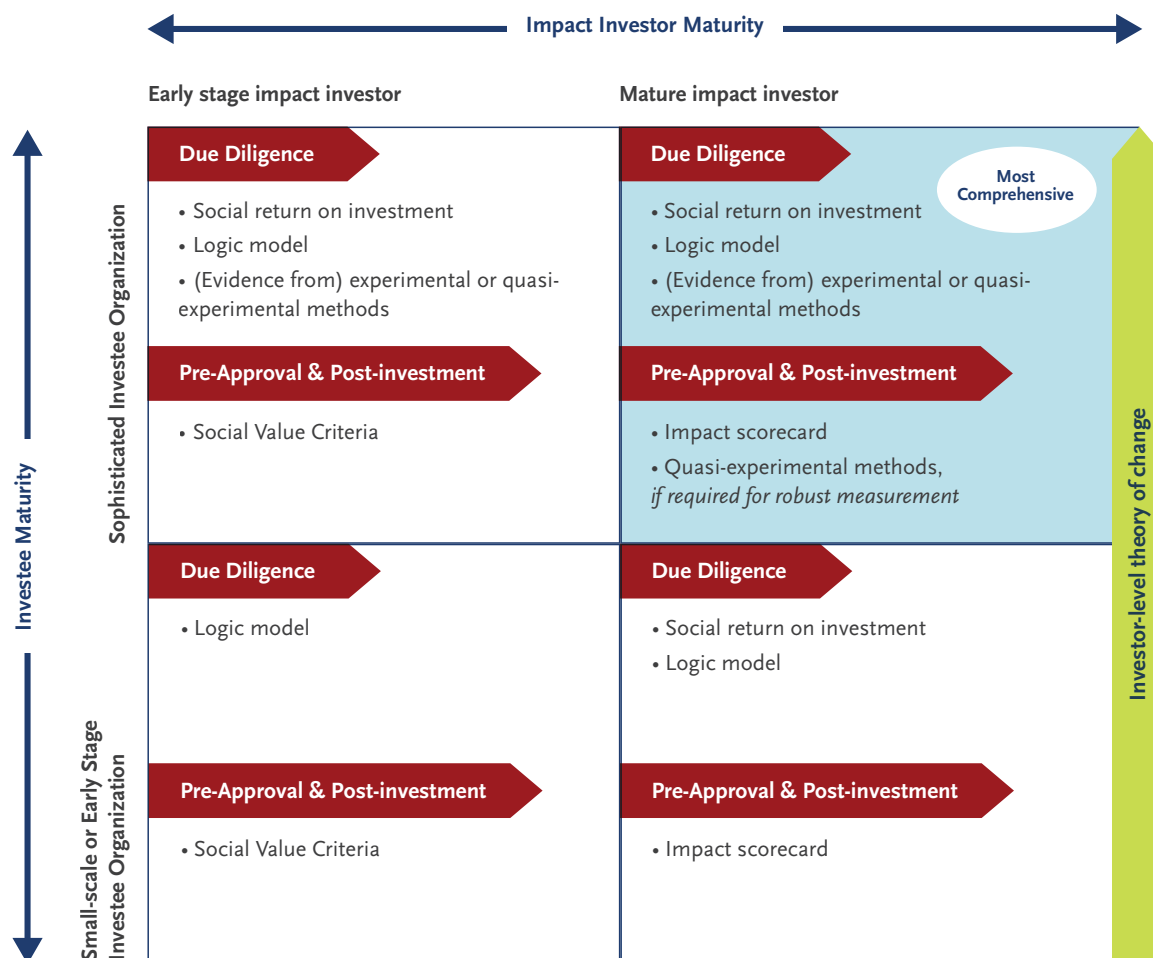 Impact Investor Maturity
Early stage impact investor
Mature impact investor
Investee Maturity
Sophisticated Investee Organization
Due Diligence
• Social return on investment
• Logic model
• (Evidence from) experimental or quasi-
experimental methods
Pre-Approval & Post-investment
• Social Value Criteria
Due Diligence
Most
Comprehensive
• Social return on investment
• Logic model
• (Evidence from) experimental or quasi-
experimental methods
Pre-Approval & Post-investment
• Impact scorecard
• Quasi-experimental methods,
if required for robust measurement
Small-scale or Early Stage
Investee Organization
Due Diligence
• Logic model
Pre-Approval & Post-investment
• Social Value Criteria
Due Diligence
• Social return on investment
• Logic model
Pre-Approval & Post-investment
• Impact scorecard
Investor-level theory of change